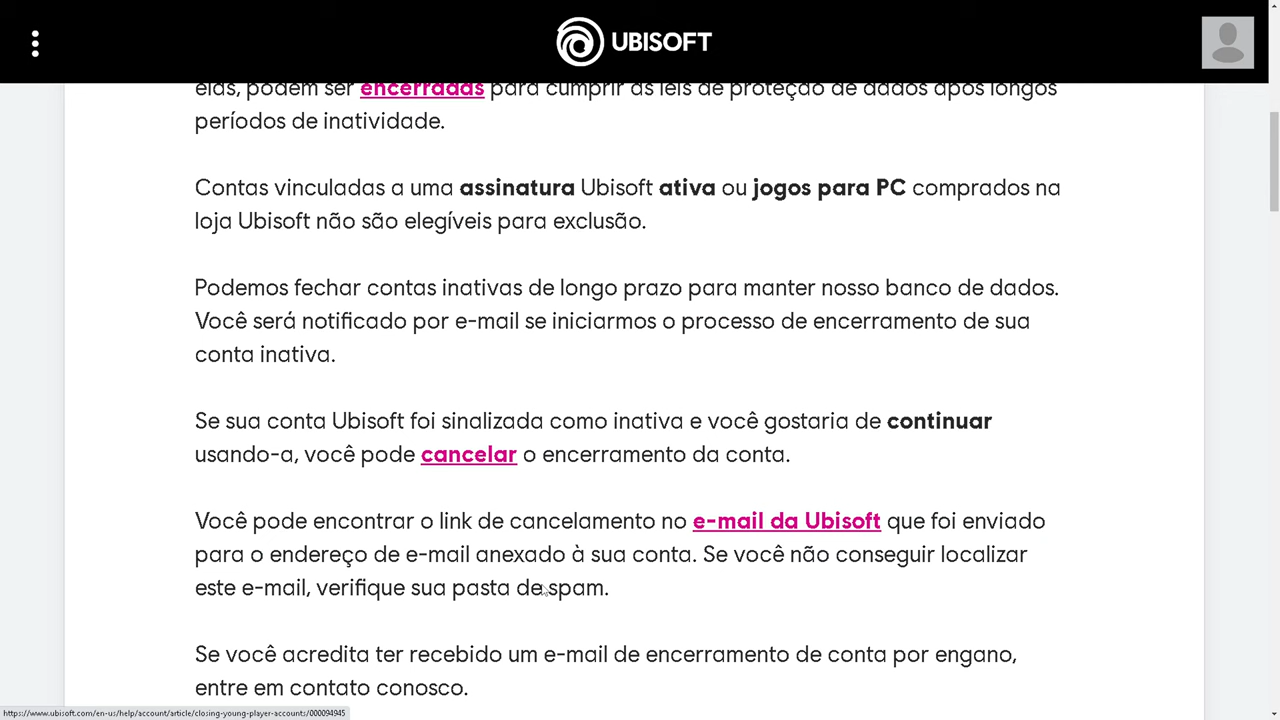 UBISOFT
elas, podem ser encerradas para cumprir as leis de proteção de dados após longos
períodos de inatividade.
Contas vinculadas a uma assinatura Ubisoft ativa ou jogos para PC comprados na
loja Ubisoft não são elegíveis para exclusão.
Podemos fechar contas inativas de longo prazo para manter nosso banco de dados.
Você será notificado por e-mail se iniciarmos o processo de encerramento de sua
conta inativa.
Se sua conta Ubisoft foi sinalizada como inativa e você gostaria de continuar
usando-a, você pode cancelar o encerramento da conta.
Você pode encontrar o link de cancelamento no e-mail da Ubisoft que foi enviado
para o endereço de e-mail anexado à sua conta. Se você não conseguir localizar
este e-mail, verifique sua pasta de spam.
Se você acredita ter recebido um e-mail de encerramento de conta por engano,
entre em contato conosco.
https://www.ubisoft.com/en-us/help/account/article/closing-young-player-accounts/000094945